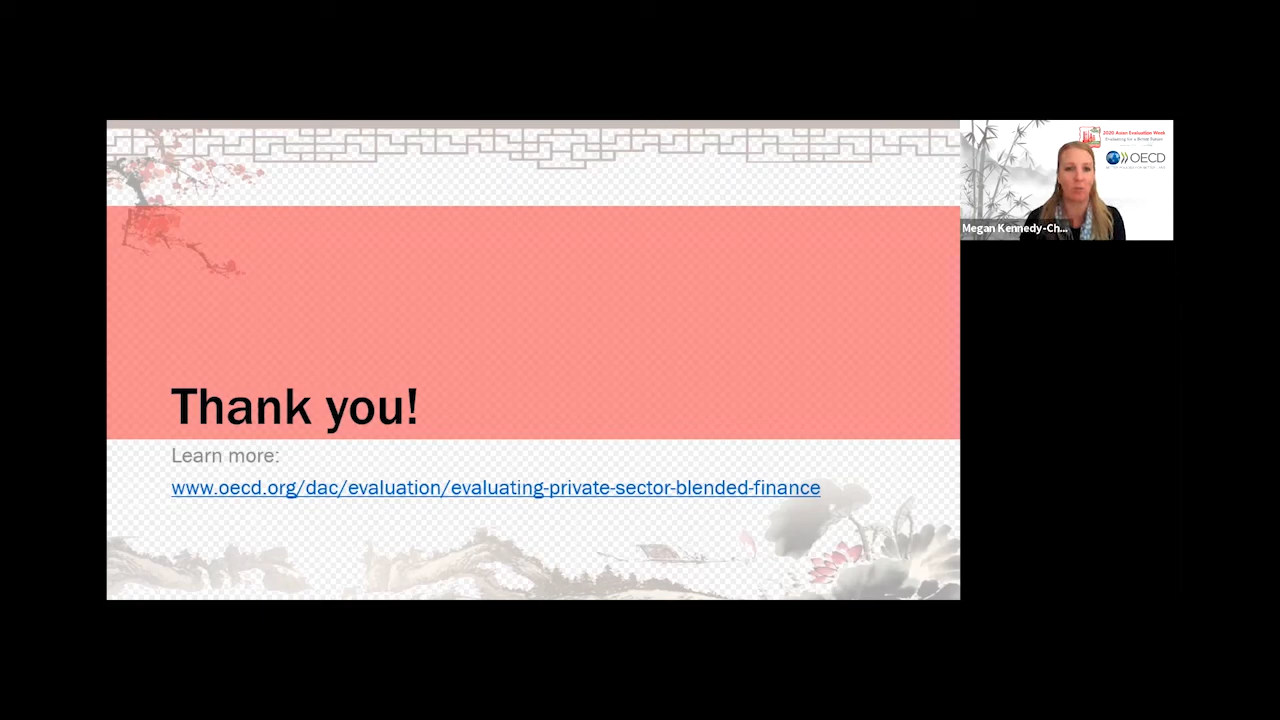 Thank you!
Learn more:
www.oecd.org/dac/evaluation/evaluating-private-sector-blended-finance
2020 Asian Evaluation Week
OECD
Megan Kennedy-Ch...